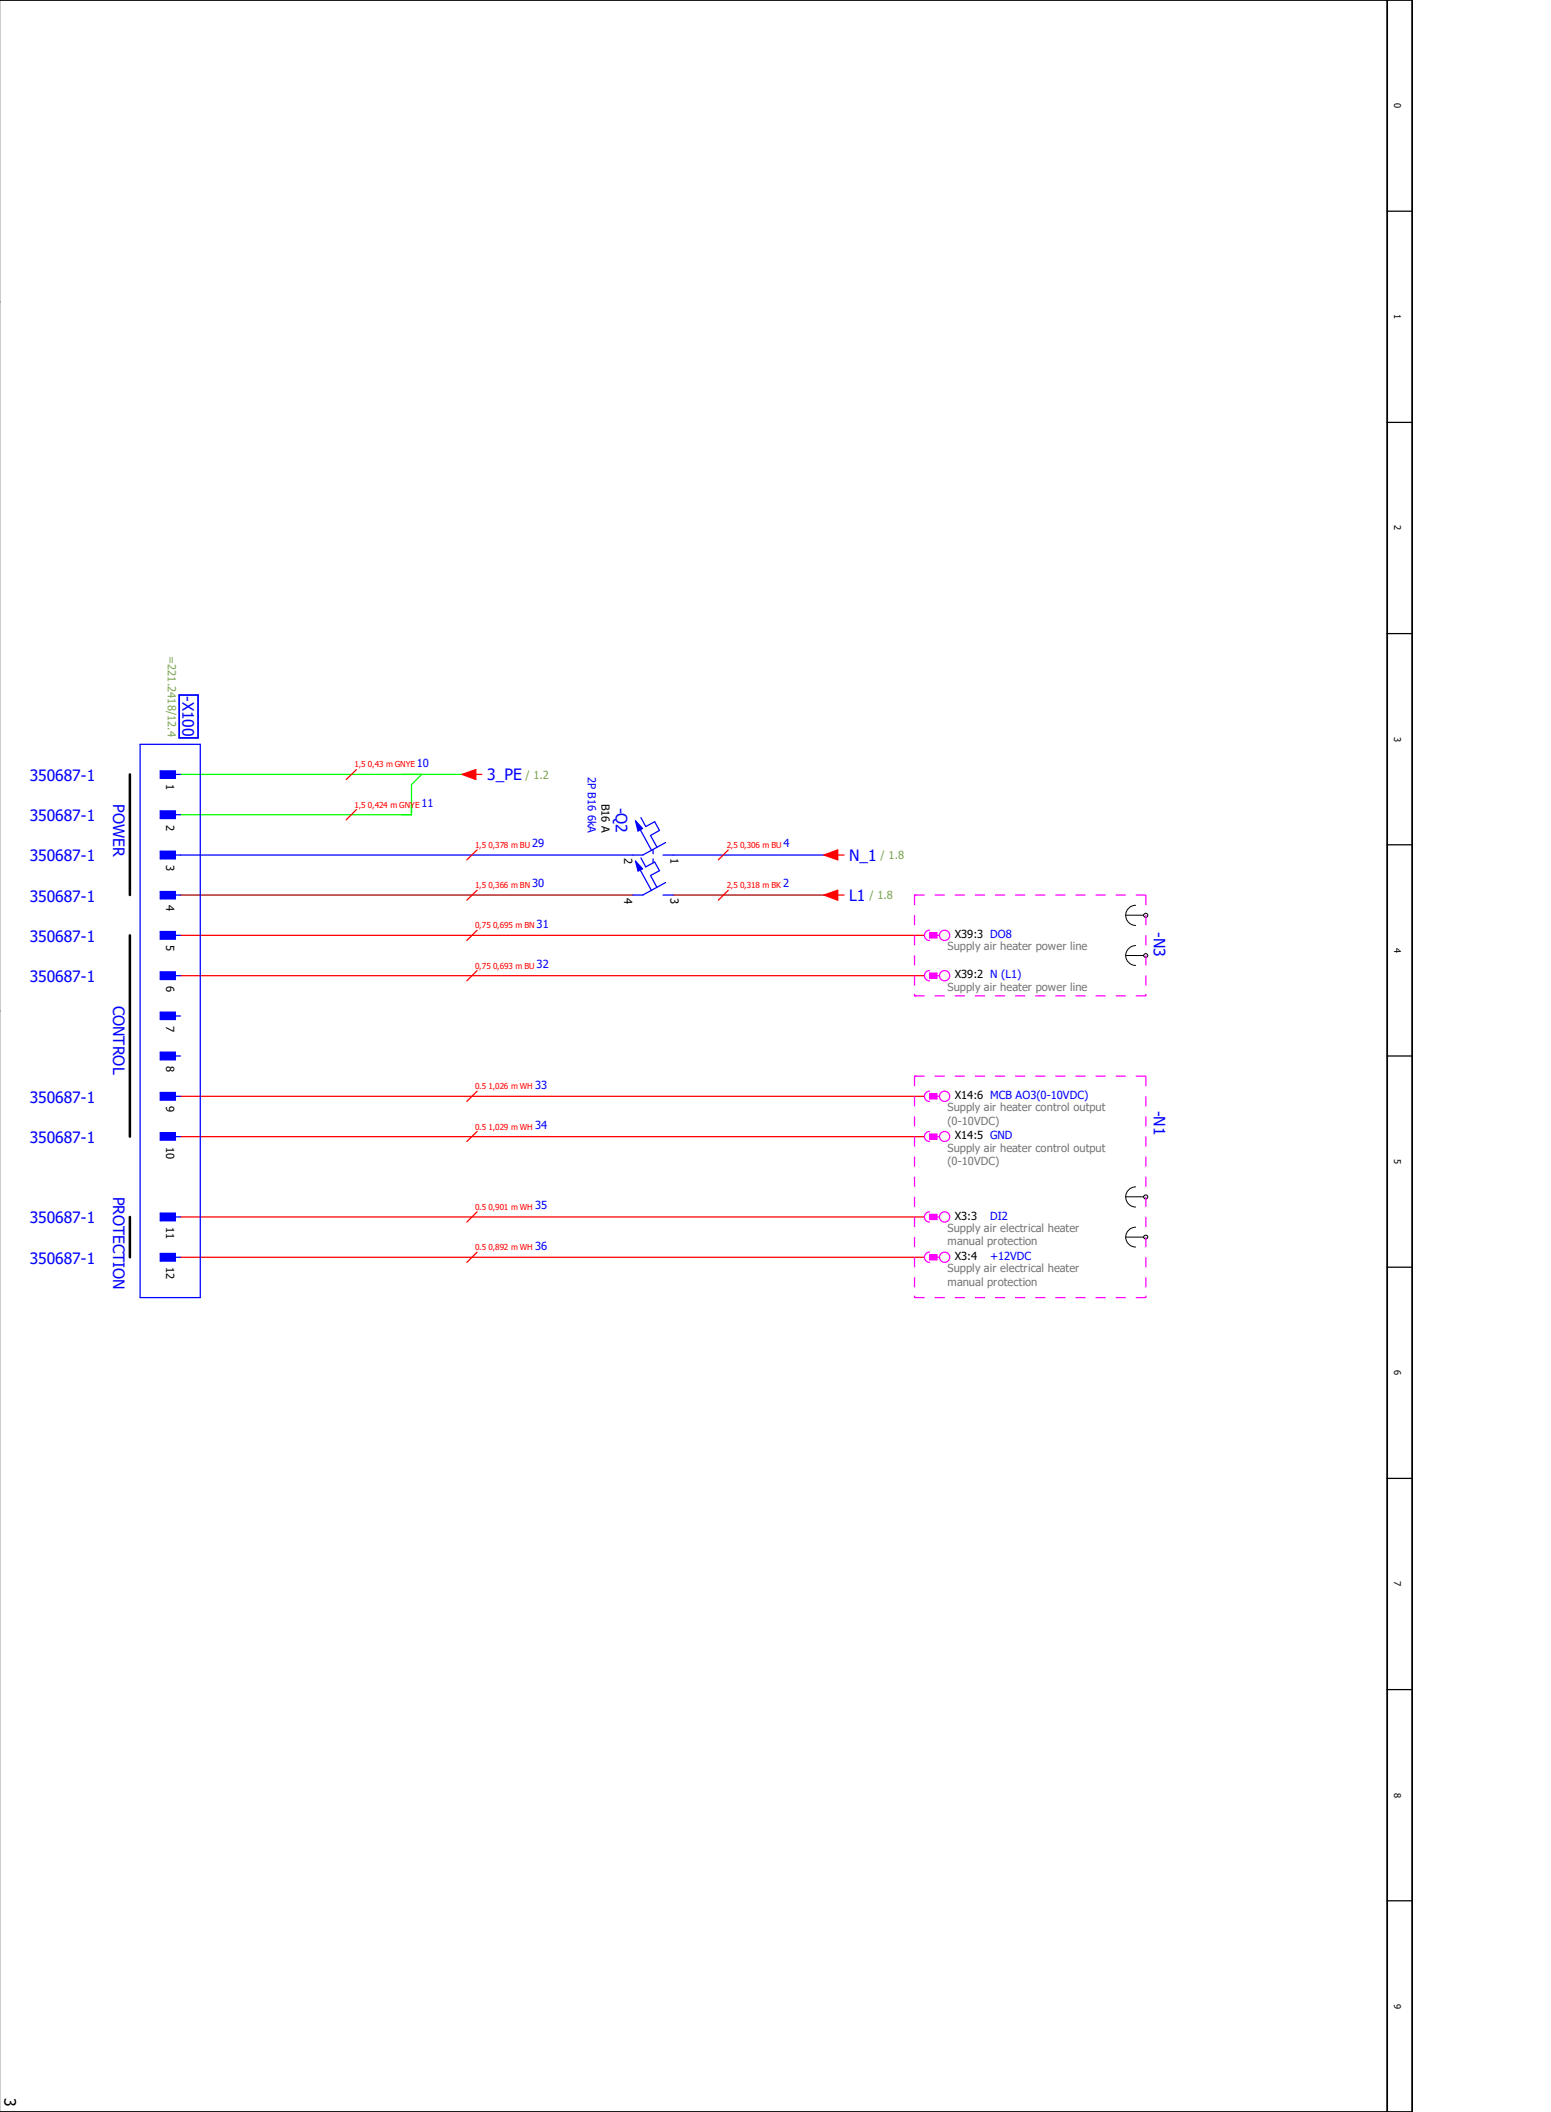 0
1
2
3
4
5
6
7
8
9
=221.2418/12.4
-X100
350687-1
1
1,5 0,43 m GNYE 10
3_PE / 1.2
350687-1
2
1,5 0,424 m GNYE 11
350687-1
3
1,5 0,378 m BU 29
2
1
2,5 0,306 m BU 4
N_1 / 1.8
350687-1
4
1,5 0,366 m BN 30
4
3
2,5 0,318 m BK 2
L1 / 1.8
-Q2
B16 A
2P B16 6kA
POWER
350687-1
5
0,75 0,695 m BN 31
X39:3 DO8
Supply air heater power line
350687-1
6
0,75 0,693 m BU 32
X39:2 N (L1)
Supply air heater power line
-N3
7
8
CONTROL
350687-1
9
0.5 1,026 m WH 33
X14:6 MCB AO3(0-10VDC)
Supply air heater control output
(0-10VDC)
350687-1
10
0.5 1,029 m WH 34
X14:5 GND
Supply air heater control output
(0-10VDC)
-N1
350687-1
11
0.5 0,901 m WH 35
X3:3 DI2
Supply air electrical heater
manual protection
350687-1
12
0.5 0,892 m WH 36
X3:4 +12VDC
Supply air electrical heater
manual protection
PROTECTION
3